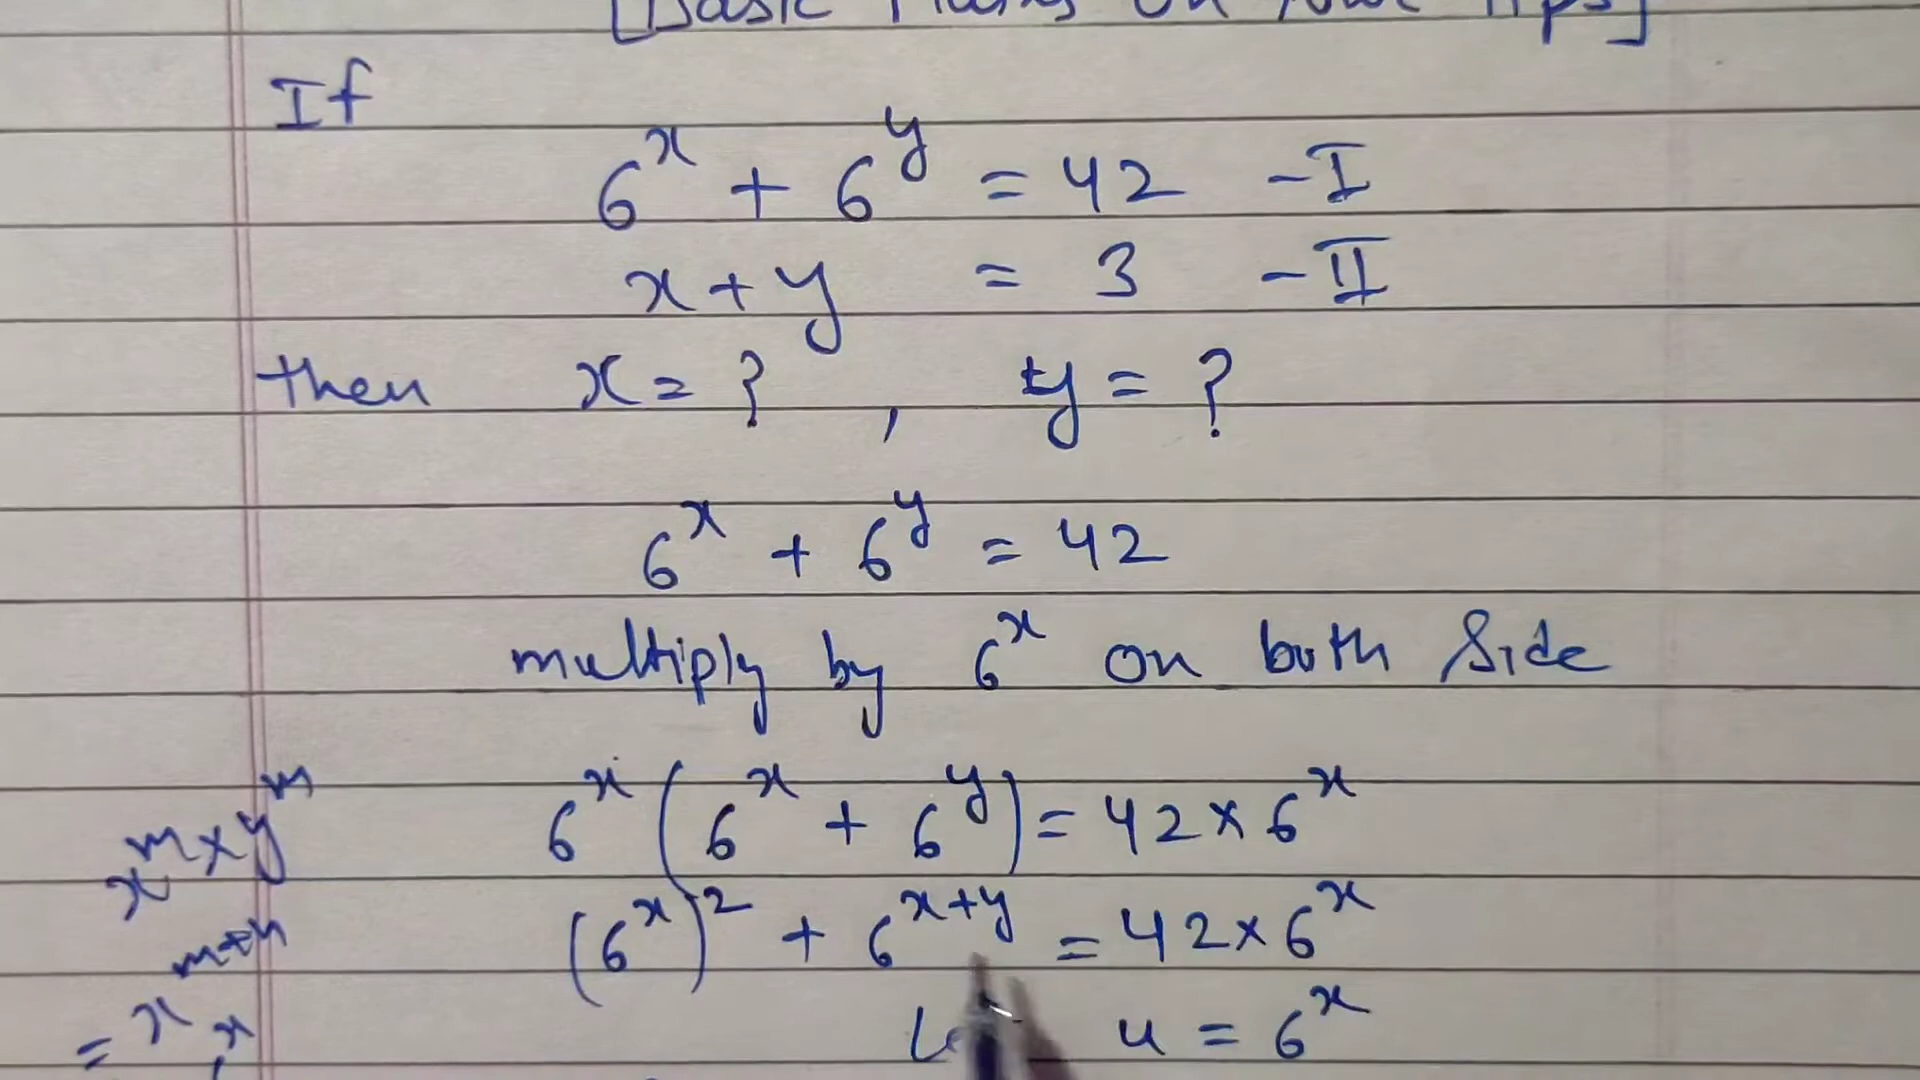 If
6^x + 6^y = 42 - I
x + y = 3 - II
then x = ? , y = ?
6^x + 6^y = 42
multiply by 6^x on both Side
6^x (6^x + 6^y) = 42 × 6^x
x^m × y^m
(6^x)^2 + 6^{x+y} = 42 × 6^x
= x^{m+n}
u = 6^x
x